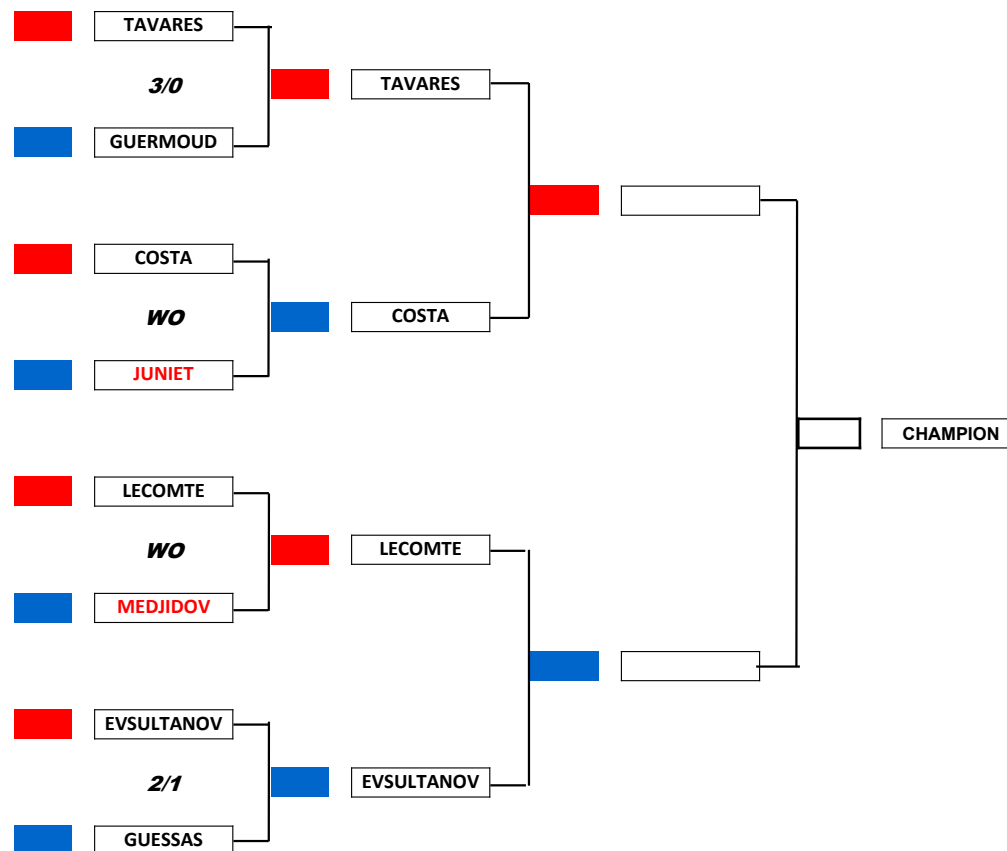 TAVARES
3/0
TAVARES
GUERMOUD
COSTA
WO
COSTA
JUNIET
CHAMPION
LECOMTE
WO
LECOMTE
MEDJIDOV
EVSULTANOV
2/1
EVSULTANOV
GUESSAS